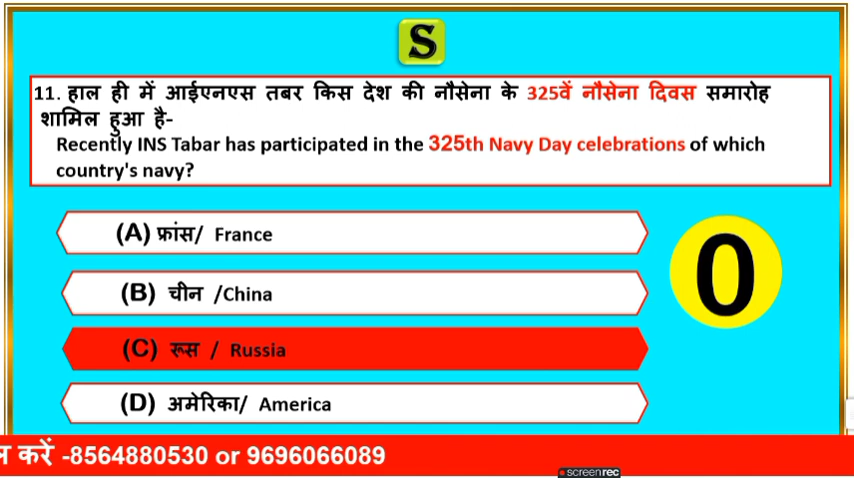 S
11. हाल ही में आईएनएस तबर किस देश की नौसेना के 325वें नौसेना दिवस समारोह
शामिल हुआ है-
Recently INS Tabar has participated in the 325th Navy Day celebrations of which
country's navy?
(A) फ्रांस/ France
0
(B) चीन /China
(C) रूस / Russia
(D) अमेरिका/ America
करें -8564880530 or 9696066089
screenrec